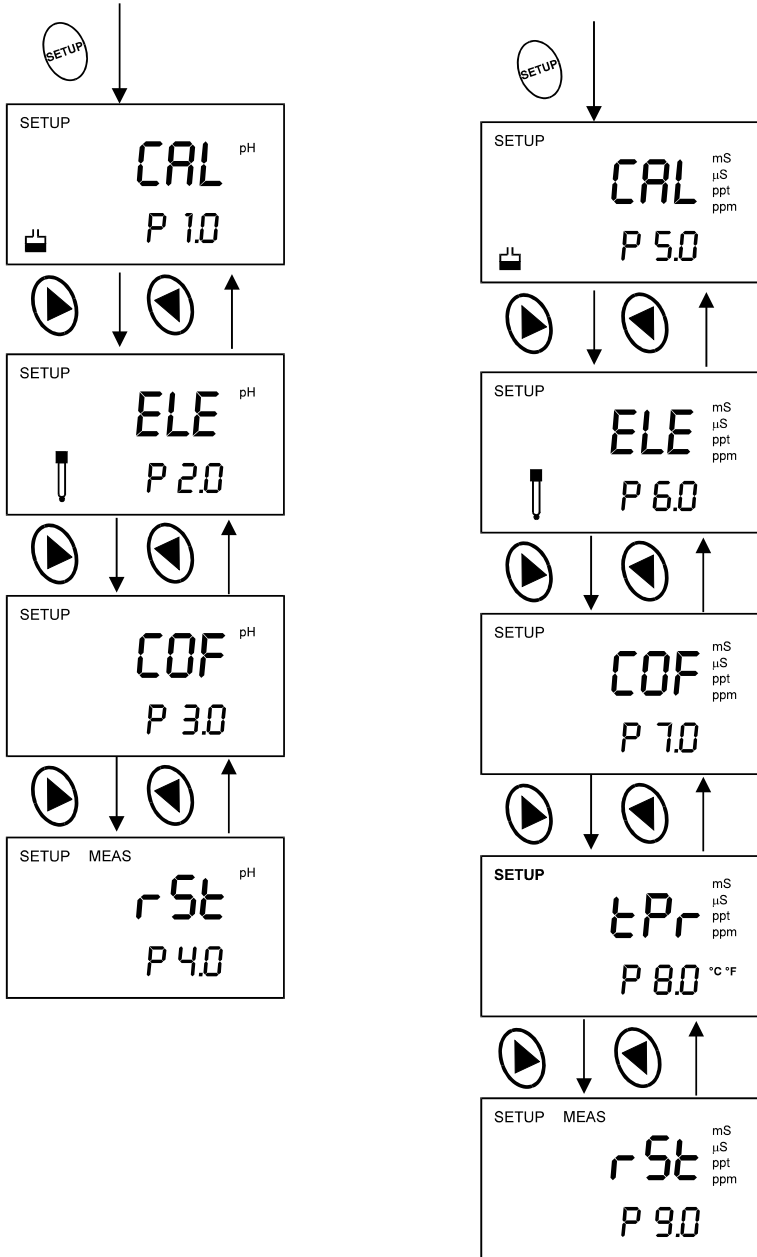 SETUP
SETUP
CAL pH
P 1.0
SETUP
ELE pH
P 2.0
SETUP
COF pH
P 3.0
SETUP MEAS
rSt pH
P 4.0
SETUP
SETUP
CAL
mS
µS
ppt
ppm
P 5.0
SETUP
ELE
mS
µS
ppt
ppm
P 6.0
SETUP
COF
mS
µS
ppt
ppm
P 7.0
SETUP
tPr
mS
µS
ppt
ppm
P 8.0 °C °F
SETUP MEAS
rSt
mS
µS
ppt
ppm
P 9.0